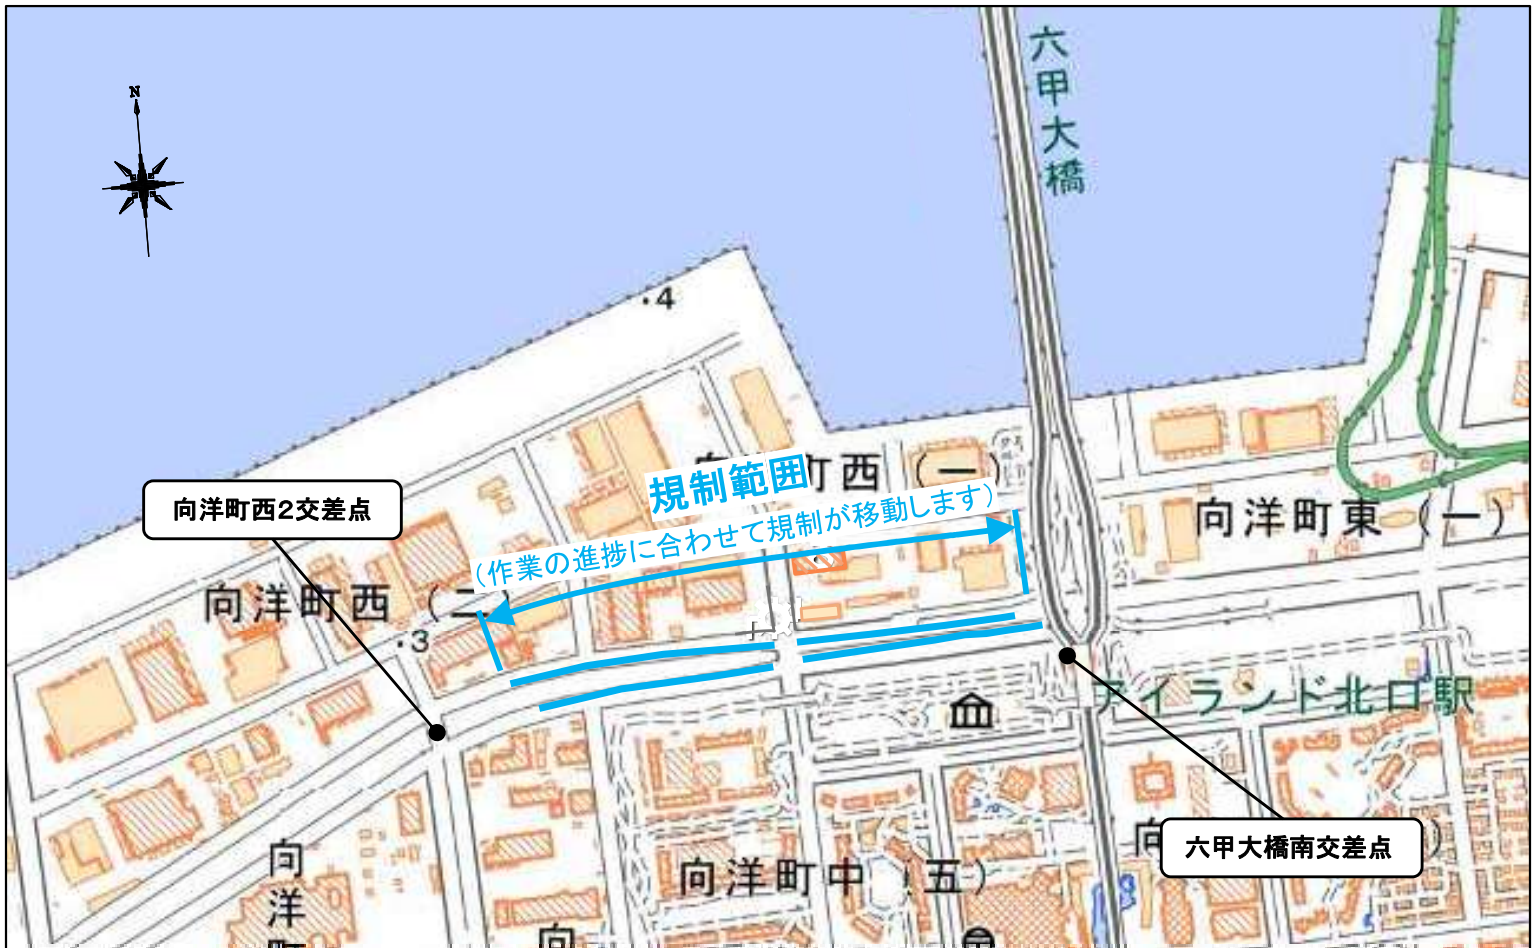 N
六甲大橋
・4
町西（一）
規制範囲
（作業の進捗に合わせて規制が移動します）
向洋町西2交差点
向洋町東（一）
向洋町西（二）
・3
アイランド北口駅
六甲大橋南交差点
向洋町中（五）
向
向洋町
向